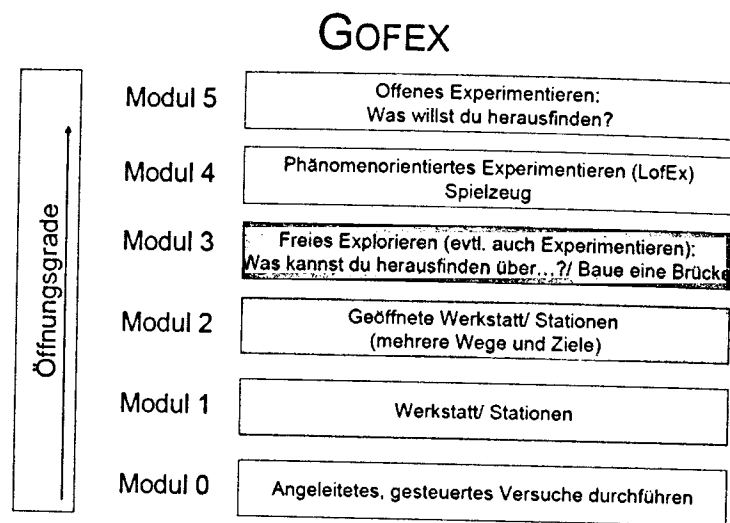 GOFEX
Öffnungsgrade
Modul 5
Offenes Experimentieren:
Was willst du herausfinden?
Modul 4
Phänomenorientiertes Experimentieren (LofEx)
Spielzeug
Modul 3
Freies Explorieren (evtl. auch Experimentieren):
Was kannst du herausfinden über...?/ Baue eine Brücke
Modul 2
Geöffnete Werkstatt/ Stationen
(mehrere Wege und Ziele)
Modul 1
Werkstatt/ Stationen
Modul 0
Angeleitetes, gesteuertes Versuche durchführen